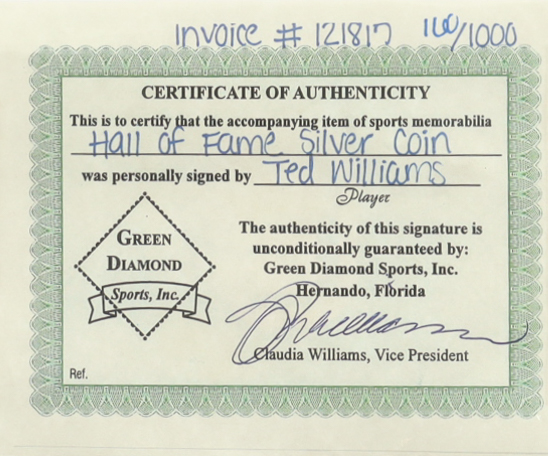 Invoice # 121817 160/1000
CERTIFICATE OF AUTHENTICITY
This is to certify that the accompanying item of sports memorabilia
Hall of Fame Silver Coin
was personally signed by Ted Williams
Player
GREEN
DIAMOND
Sports, Inc.
The authenticity of this signature is
unconditionally guaranteed by:
Green Diamond Sports, Inc.
Hernando, Florida
Claudia Williams, Vice President
Ref.